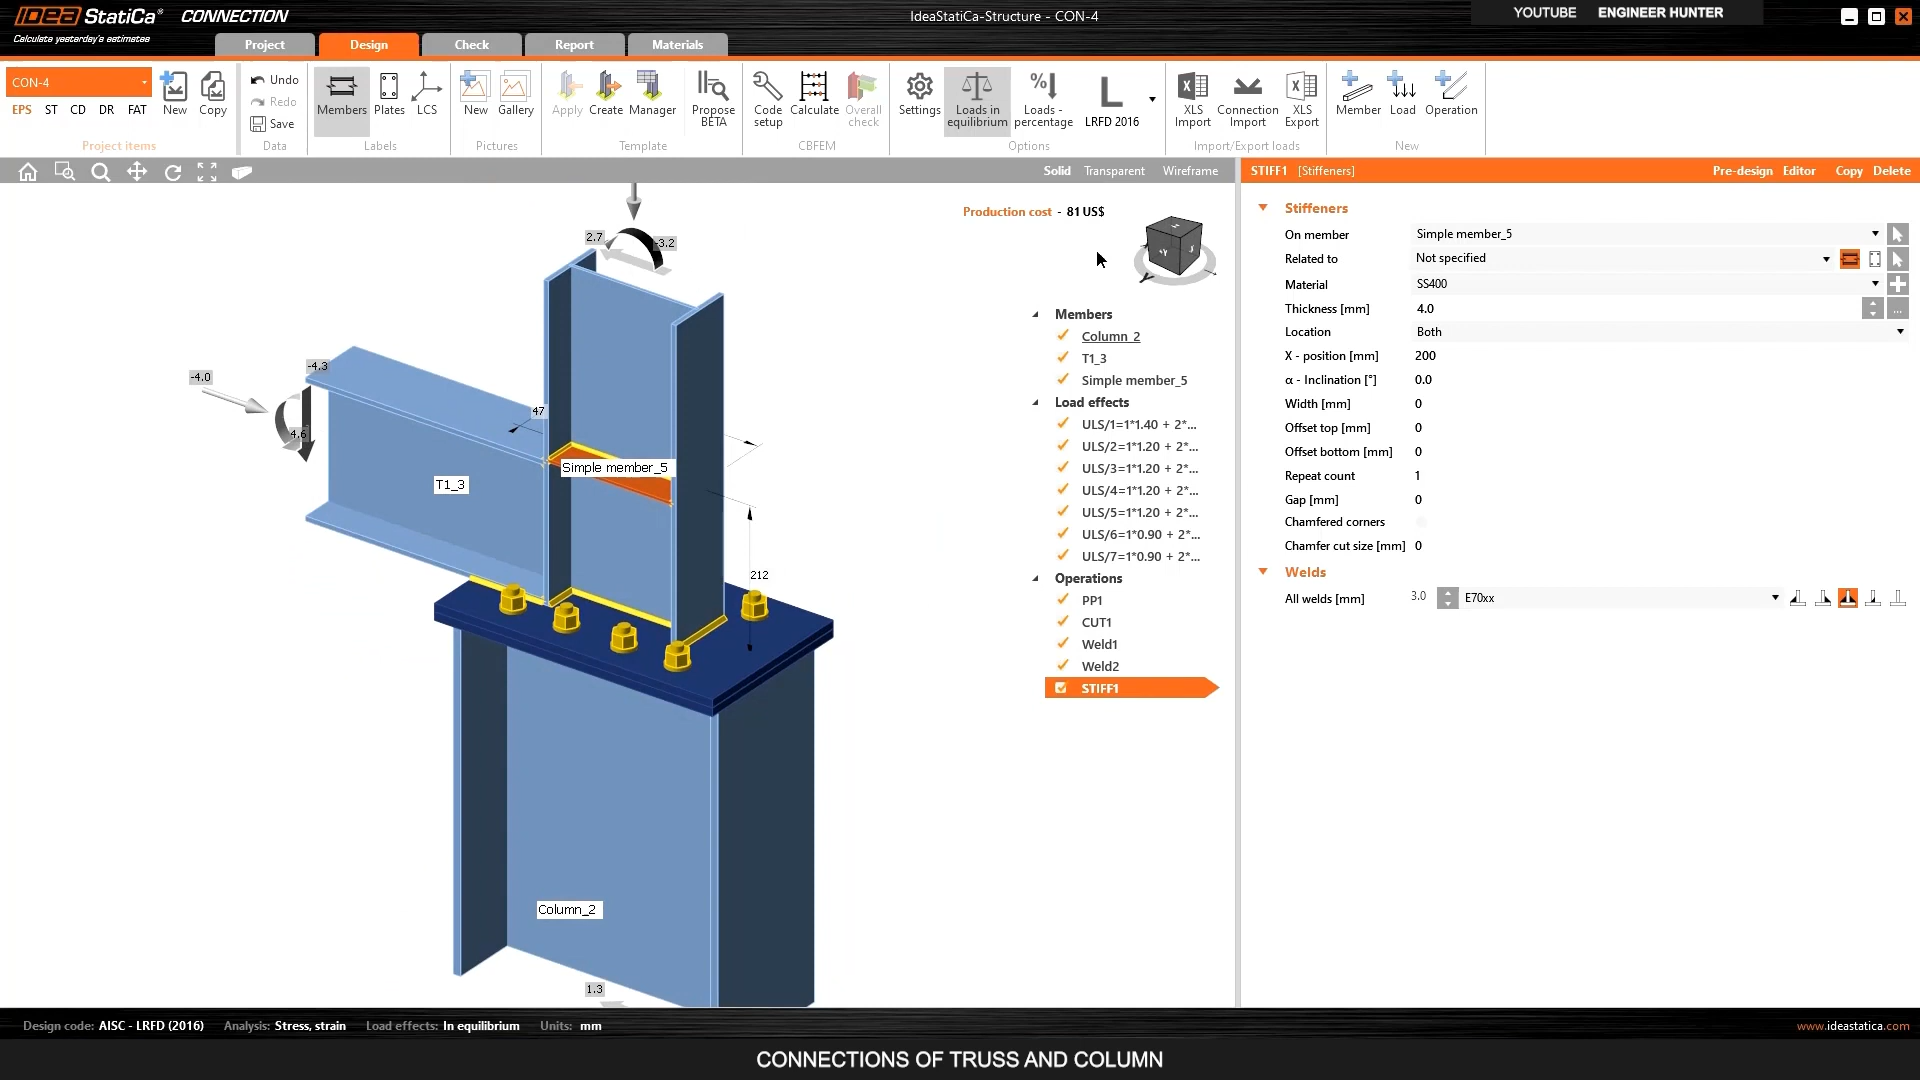 IDEA StatiCa® CONNECTION
Calculate yesterday's estimates
IdeaStatiCa-Structure - CON-4
YOUTUBE ENGINEER HUNTER
Project Design Check Report Materials
CON-4
EPS ST CD DR FAT
New Copy
Project items
Undo
Redo
Save
Data
Members Plates LCS
Labels
New Gallery
Pictures
Apply Create Manager
Propose BETA
Template
Code setup
Calculate
Overall check
CBFEM
Settings
Loads in equilibrium
Loads - percentage
LRFD 2016
Options
XLS Import
Connection Import
XLS Export
Import/Export loads
Member Load Operation
New
Solid Transparent Wireframe
Production cost - 81 US$
2.7
-3.2
-4.3
-4.0
4.6
47
Simple member_5
T1_3
212
Column_2
1.3
Members
Column_2
T1_3
Simple member_5
Load effects
ULS/1=1*1.40 + 2*...
ULS/2=1*1.20 + 2*...
ULS/3=1*1.20 + 2*...
ULS/4=1*1.20 + 2*...
ULS/5=1*1.20 + 2*...
ULS/6=1*0.90 + 2*...
ULS/7=1*0.90 + 2*...
Operations
PP1
CUT1
Weld1
Weld2
STIFF1
STIFF1 [Stiffeners] Pre-design Editor Copy Delete
Stiffeners
On member Simple member_5
Related to Not specified
Material SS400
Thickness [mm] 4.0
Location Both
X - position [mm] 200
α - Inclination [°] 0.0
Width [mm] 0
Offset top [mm] 0
Offset bottom [mm] 0
Repeat count 1
Gap [mm] 0
Chamfered corners
Chamfer cut size [mm] 0
Welds
All welds [mm] 3.0 E70xx
Design code: AISC - LRFD (2016) Analysis: Stress, strain Load effects: In equilibrium Units: mm
www.ideastatica.com
CONNECTIONS OF TRUSS AND COLUMN